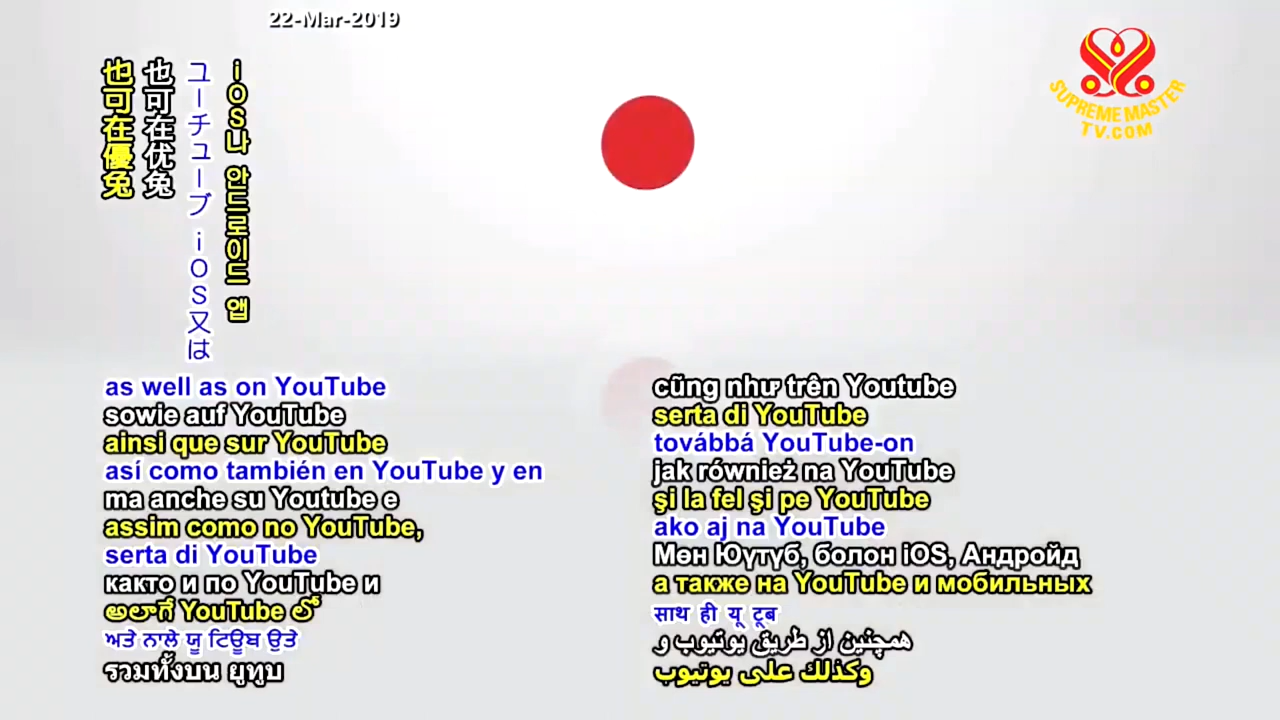 22-Mar-2019
SUPREME MASTER
TV.COM
iOS나 안드로이드 앱
ユーチューブ iOS又は
也可在优兔
也可在優兔
as well as on YouTube
sowie auf YouTube
ainsi que sur YouTube
así como también en YouTube y en
ma anche su Youtube e
assim como no YouTube,
serta di YouTube
както и по YouTube и
అలాగే YouTube లో
ਅਤੇ ਨਾਲੇ ਯੂ ਟਿਊਬ ਉਤੇ
รวมทั้งบน ยูทูบ
cũng như trên Youtube
serta di YouTube
továbbá YouTube-on
jak również na YouTube
şi la fel şi pe YouTube
ako aj na YouTube
Мөн Юүтүб, болон iOS, Андройд
а также на YouTube и мобильных
साथ ही यू टूब
همچنین از طریق یوتیوب و
وكذلك على يوتيوب